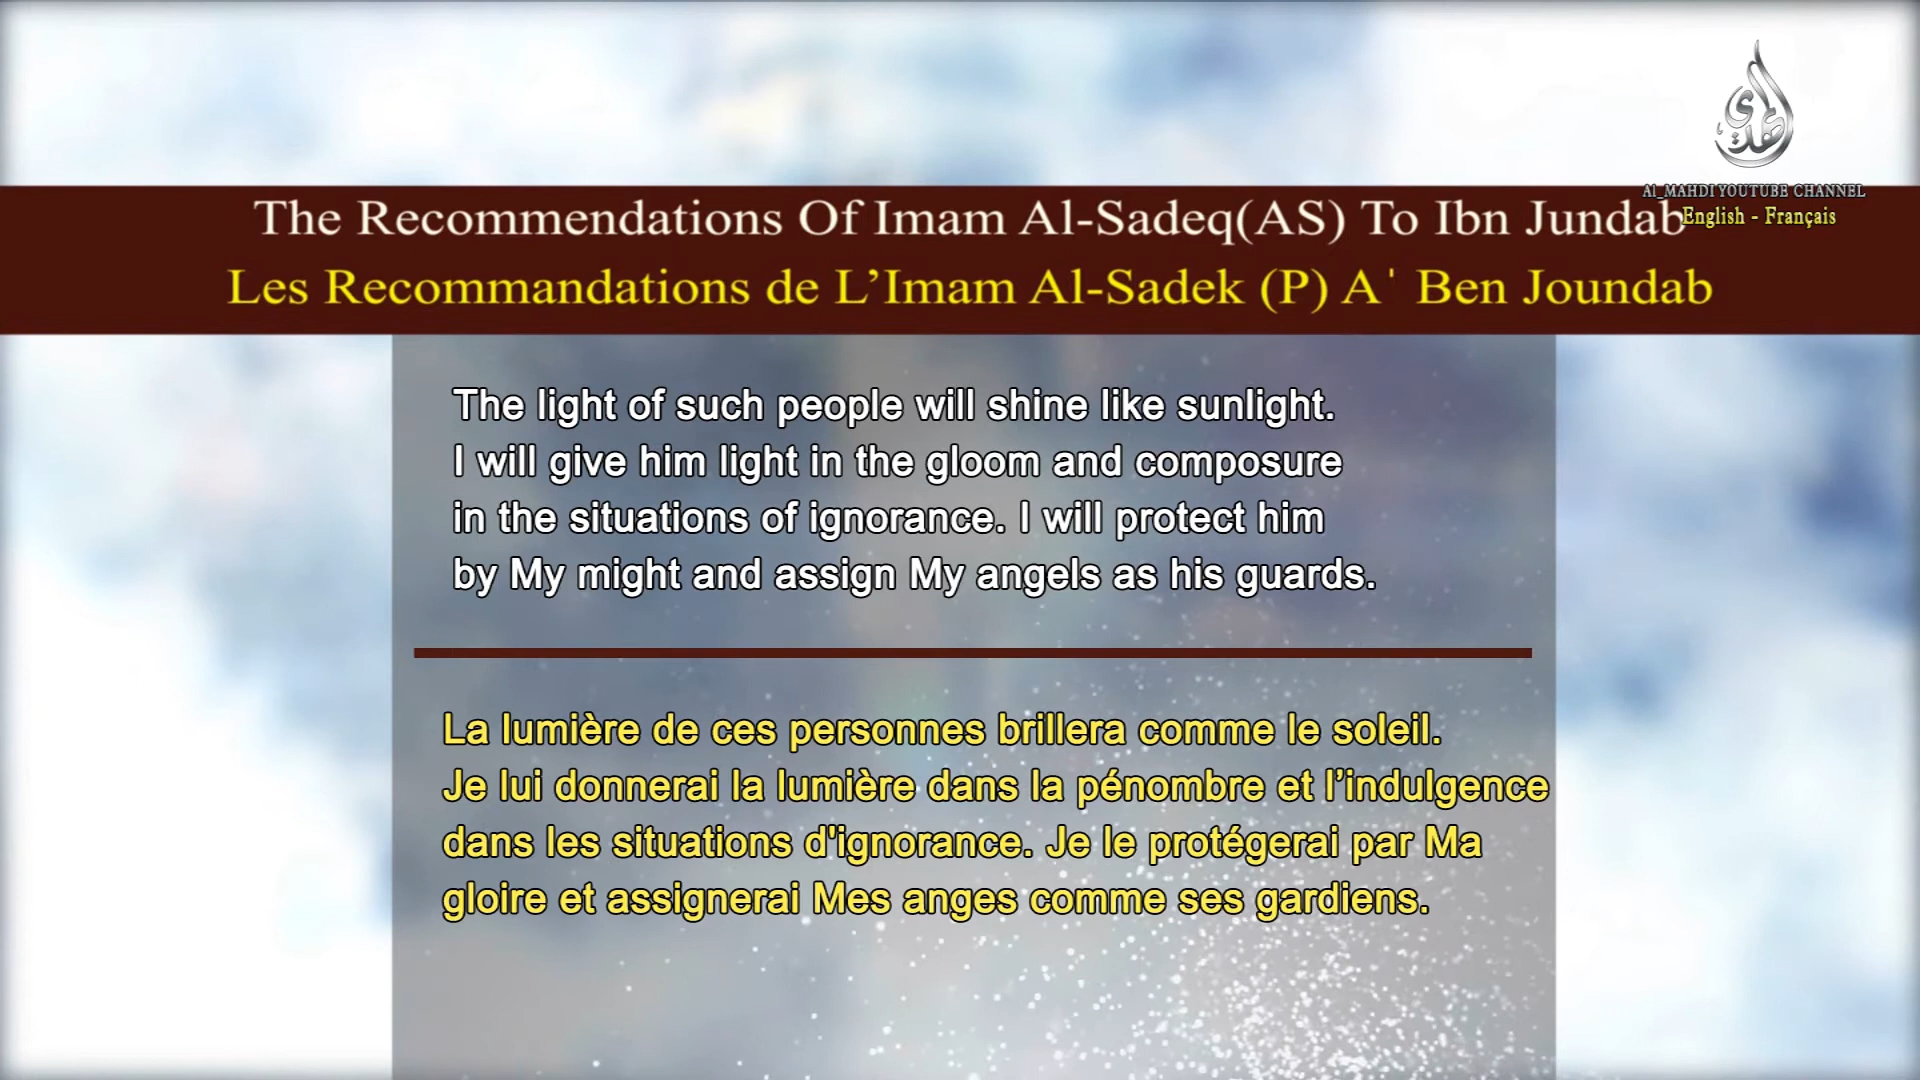 المهدي
Al_MAHDI YOUTUBE CHANNEL
English - Français
The Recommendations Of Imam Al-Sadeq(AS) To Ibn Jundab
Les Recommandations de L’Imam Al-Sadek (P) Aˈ Ben Joundab
The light of such people will shine like sunlight.
I will give him light in the gloom and composure
in the situations of ignorance. I will protect him
by My might and assign My angels as his guards.
La lumière de ces personnes brillera comme le soleil.
Je lui donnerai la lumière dans la pénombre et l’indulgence
dans les situations d'ignorance. Je le protégerai par Ma
gloire et assignerai Mes anges comme ses gardiens.